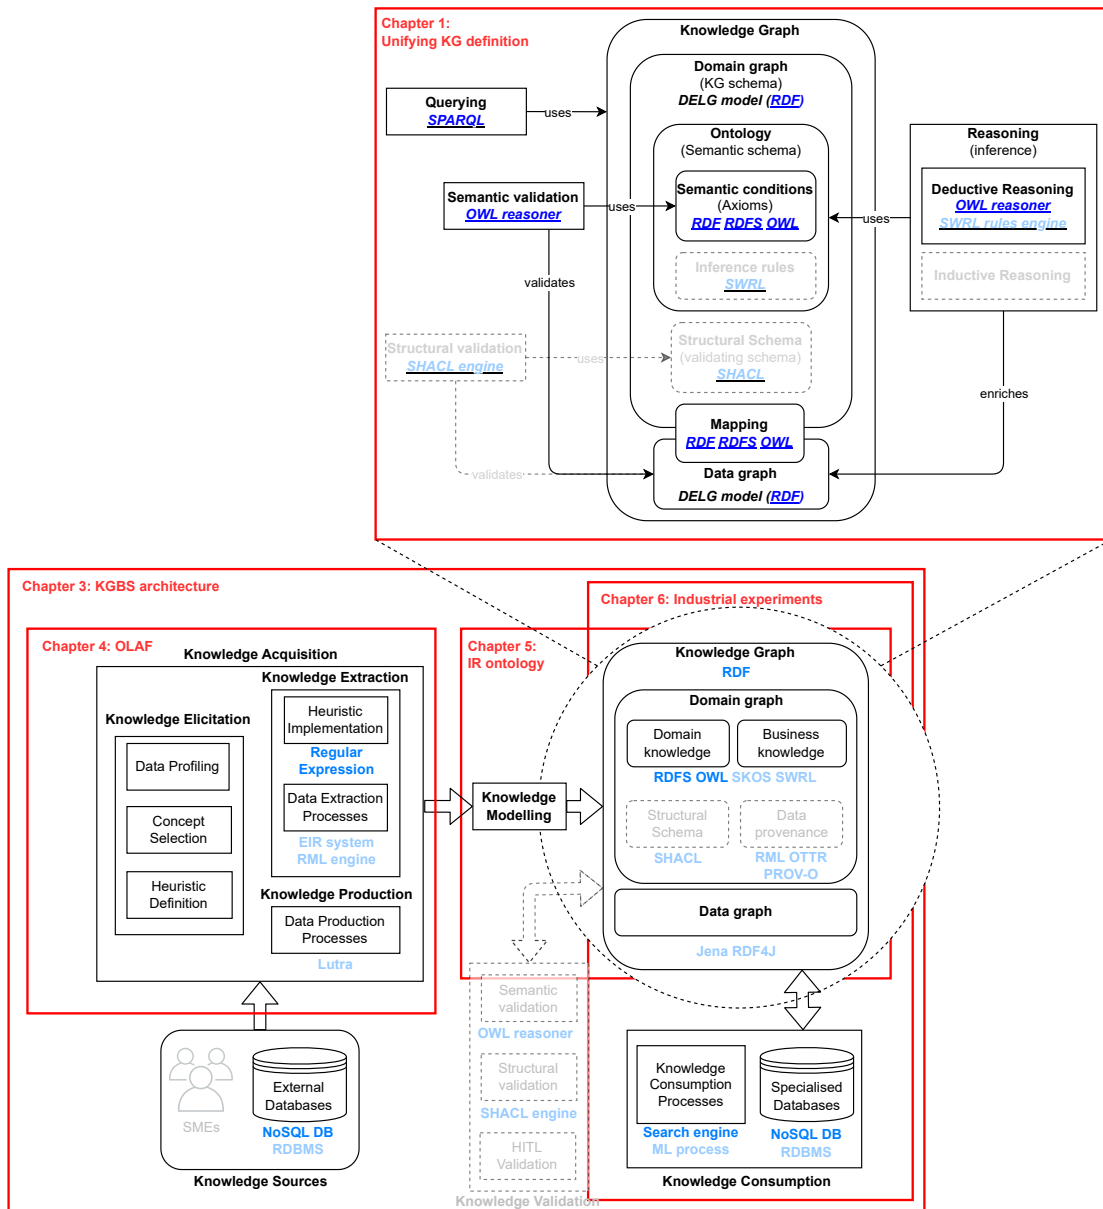 Chapter 1:
Unifying KG definition
Knowledge Graph
Domain graph
(KG schema)
DELG model (RDF)
Querying
SPARQL
uses
Ontology
(Semantic schema)
Reasoning
(inference)
Semantic validation
OWL reasoner
uses
Semantic conditions
(Axioms)
RDF RDFS OWL
uses
Deductive Reasoning
OWL reasoner
SWRL rules engine
Inference rules
SWRL
Inductive Reasoning
validates
Structural validation
SHACL engine
uses
Structural Schema
(validating schema)
SHACL
enriches
Mapping
RDF RDFS OWL
validates
Data graph
DELG model (RDF)
Chapter 3: KGBS architecture
Chapter 6: Industrial experiments
Chapter 4: OLAF
Knowledge Acquisition
Knowledge Extraction
Heuristic
Implementation
Regular
Expression
Data Extraction
Processes
EIR system
RML engine
Knowledge Elicitation
Data Profiling
Concept
Selection
Heuristic
Definition
Knowledge Production
Data Production
Processes
Lutra
Chapter 5:
IR ontology
Knowledge
Modelling
Knowledge Graph
RDF
Domain graph
Domain
knowledge
Business
knowledge
RDFS OWL SKOS SWRL
Structural
Schema
SHACL
Data
provenance
RML OTTR
PROV-O
Data graph
Jena RDF4J
Semantic
validation
OWL reasoner
Structural
validation
SHACL engine
HITL
Validation
Knowledge Validation
SMEs
External
Databases
NoSQL DB
RDBMS
Knowledge Sources
Knowledge
Consumption
Processes
Search engine
ML process
Specialised
Databases
NoSQL DB
RDBMS
Knowledge Consumption